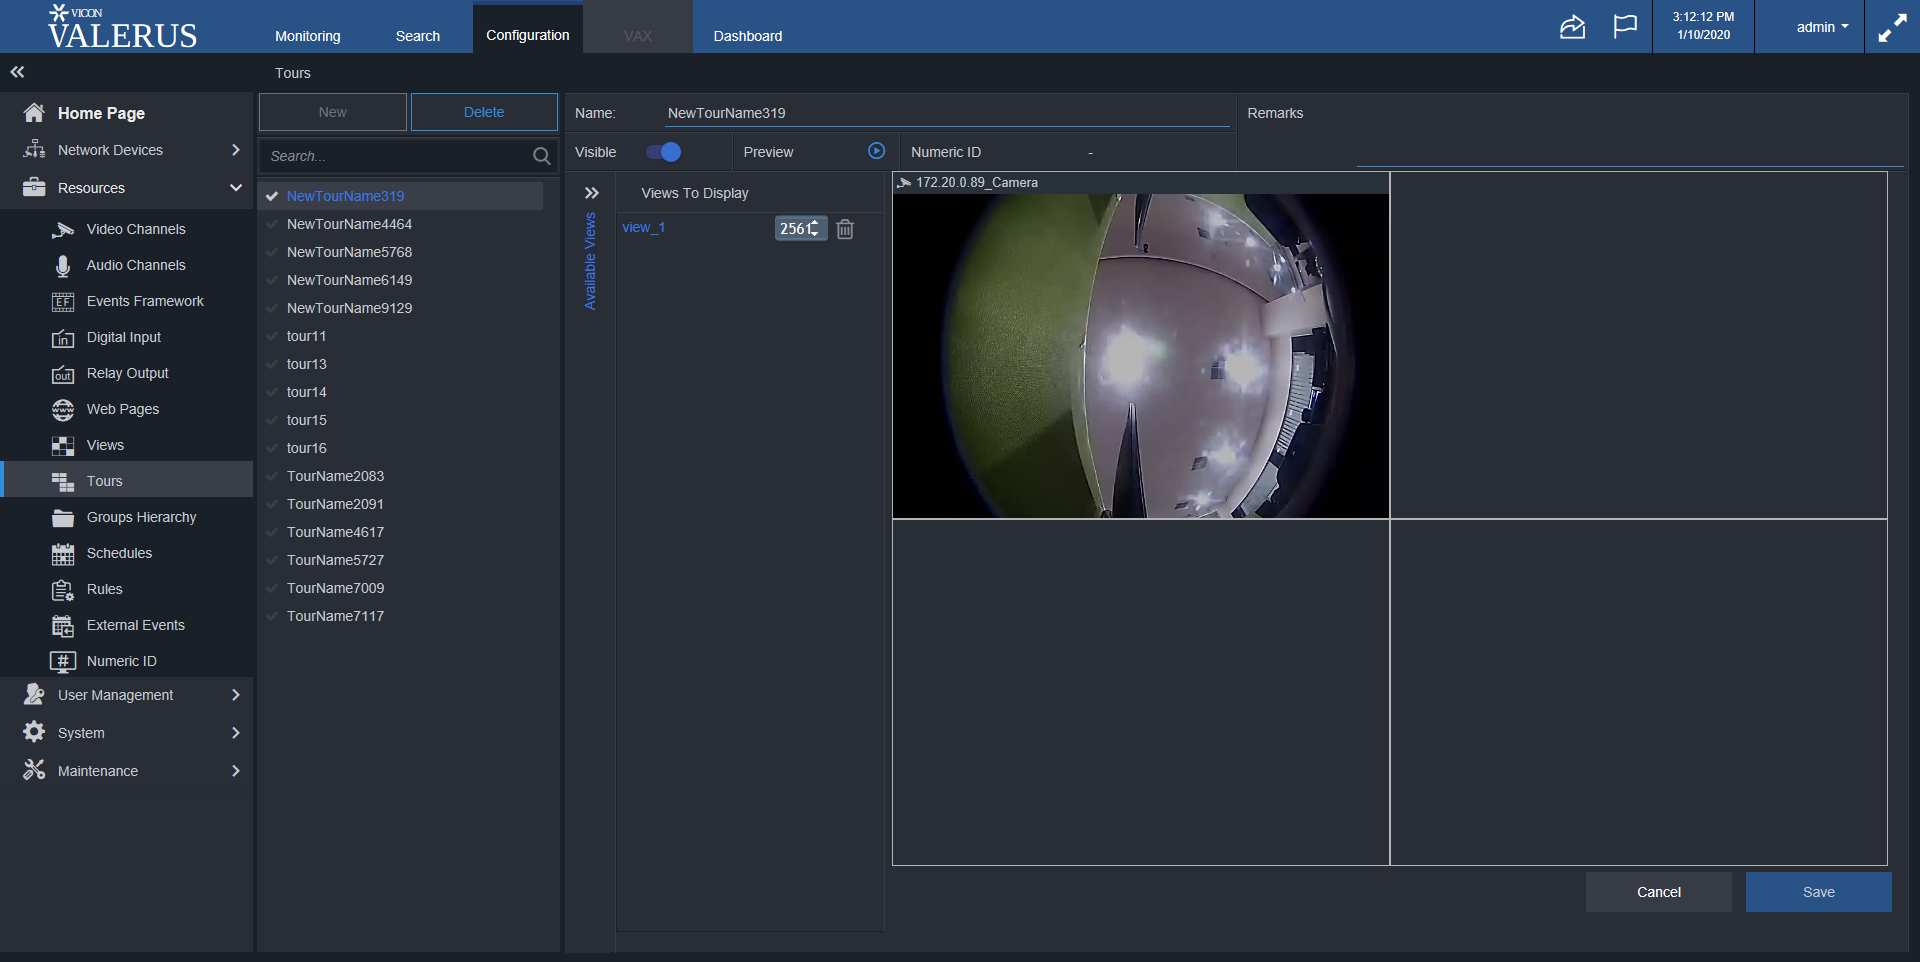 VICON
VALERUS
Monitoring
Search
Configuration
VAX
Dashboard
3:12:12 PM
1/10/2020
admin
Tours
Home Page
Network Devices
Resources
Video Channels
Audio Channels
EF Events Framework
in Digital Input
out Relay Output
www Web Pages
Views
Tours
Groups Hierarchy
Schedules
Rules
External Events
# Numeric ID
User Management
System
Maintenance
New
Delete
Search...
NewTourName319
NewTourName4464
NewTourName5768
NewTourName6149
NewTourName9129
tour11
tour13
tour14
tour15
tour16
TourName2083
TourName2091
TourName4617
TourName5727
TourName7009
TourName7117
Name: NewTourName319
Remarks
Visible
Preview
Numeric ID -
Available Views
Views To Display
view_1 2561
172.20.0.89_Camera
Cancel
Save